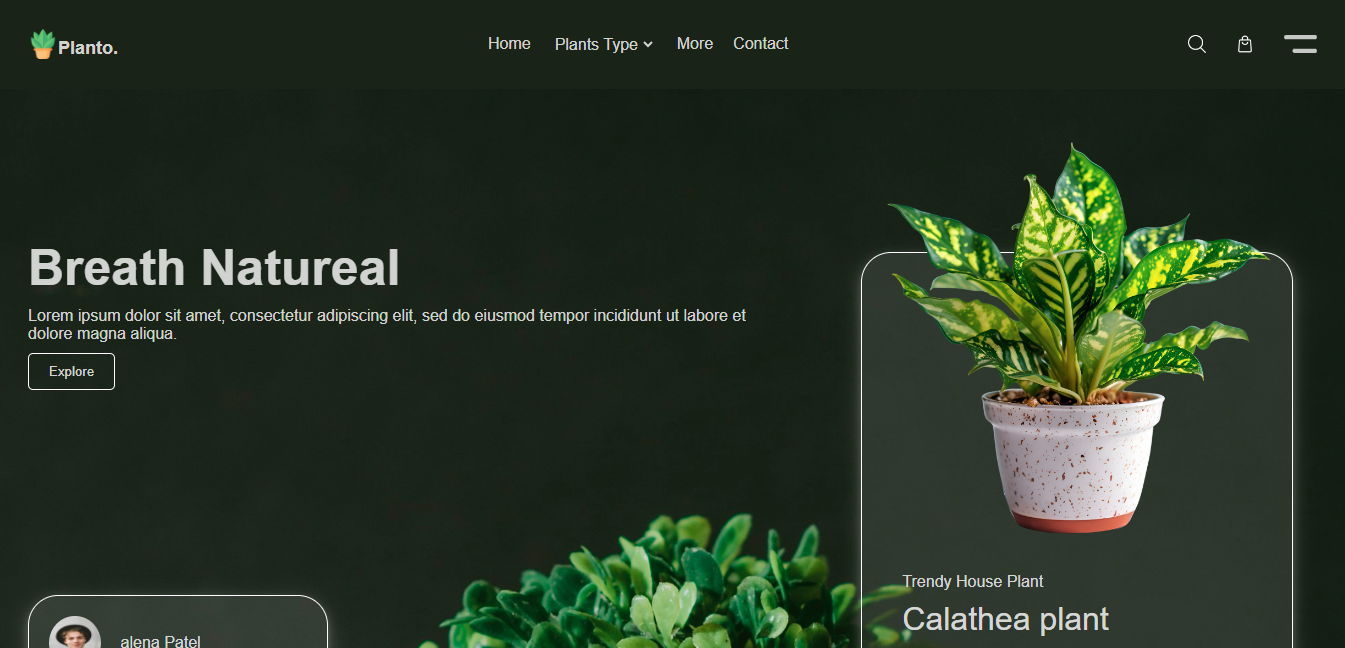 Planto.
Home
Plants Type
More
Contact
Breath Natureal
Lorem ipsum dolor sit amet, consectetur adipiscing elit, sed do eiusmod tempor incididunt ut labore et
dolore magna aliqua.
Explore
Trendy House Plant
Calathea plant
alena Patel